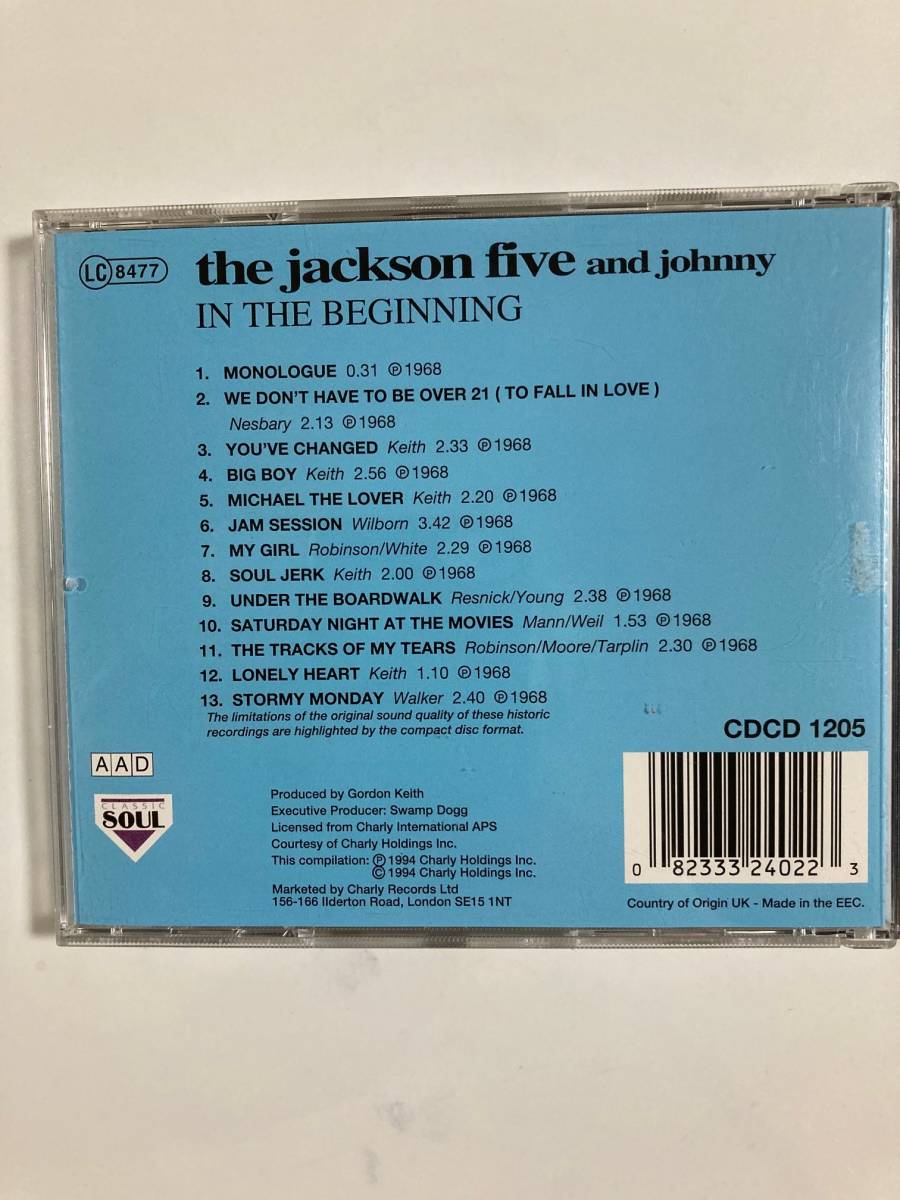 LC 8477
the jackson five and johnny
IN THE BEGINNING
1. MONOLOGUE 0.31 ℗1968
2. WE DON'T HAVE TO BE OVER 21 ( TO FALL IN LOVE )
Nesbary 2.13 ℗1968
3. YOU'VE CHANGED Keith 2.33 ℗1968
4. BIG BOY Keith 2.56 ℗1968
5. MICHAEL THE LOVER Keith 2.20 ℗1968
6. JAM SESSION Wilborn 3.42 ℗1968
7. MY GIRL Robinson/White 2.29 ℗1968
8. SOUL JERK Keith 2.00 ℗1968
9. UNDER THE BOARDWALK Resnick/Young 2.38 ℗1968
10. SATURDAY NIGHT AT THE MOVIES Mann/Weil 1.53 ℗1968
11. THE TRACKS OF MY TEARS Robinson/Moore/Tarplin 2.30 ℗1968
12. LONELY HEART Keith 1.10 ℗1968
13. STORMY MONDAY Walker 2.40 ℗1968
The limitations of the original sound quality of these historic
recordings are highlighted by the compact disc format.
CDCD 1205
AAD
CLASSIC
SOUL
Produced by Gordon Keith
Executive Producer: Swamp Dogg
Licensed from Charly International APS
Courtesy of Charly Holdings Inc.
This compilation: ℗ 1994 Charly Holdings Inc.
© 1994 Charly Holdings Inc.
Marketed by Charly Records Ltd
156-166 Ilderton Road, London SE15 1NT
0 82333 24022 3
Country of Origin UK - Made in the EEC.